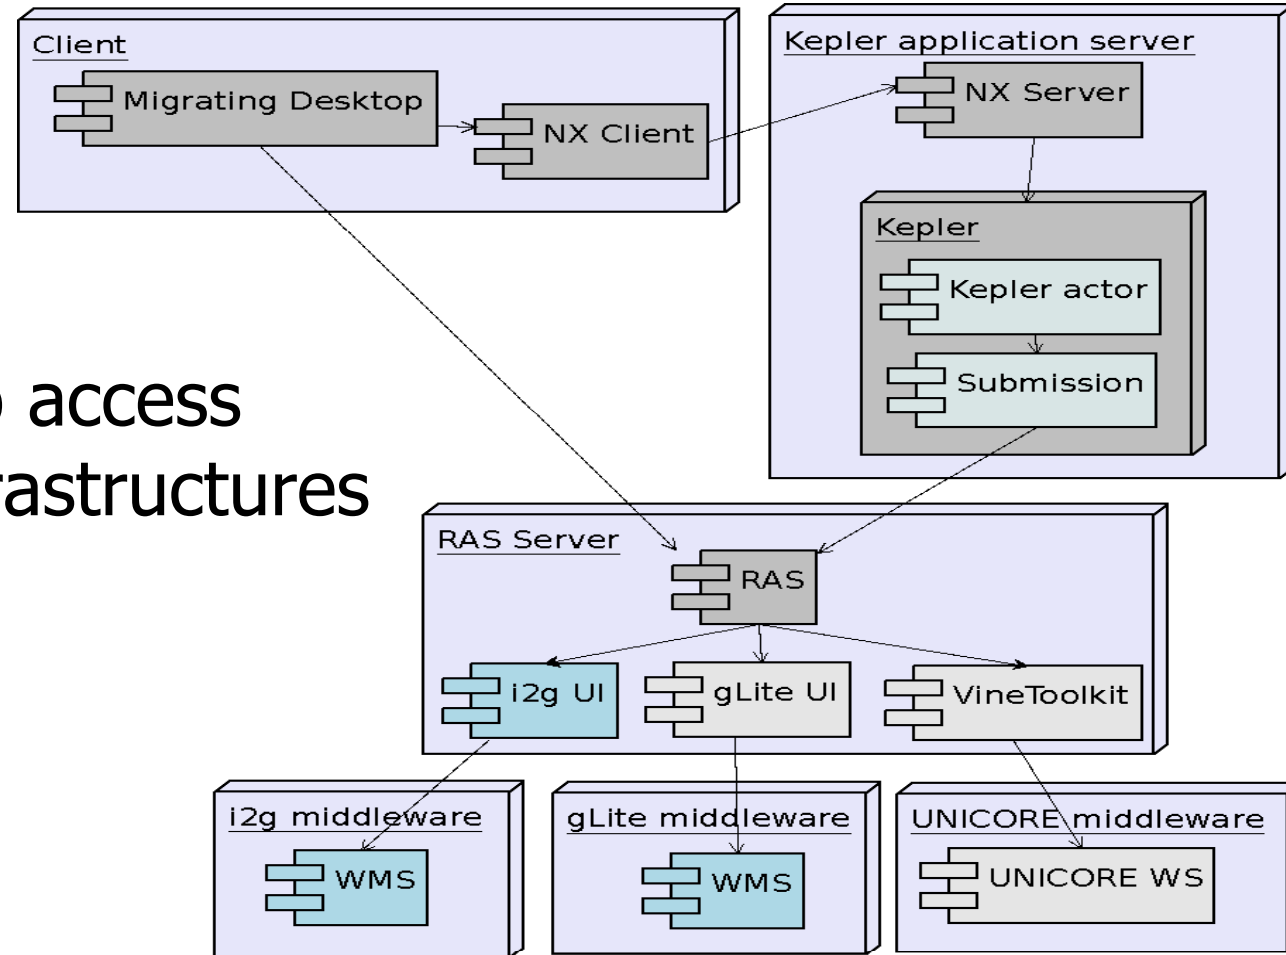 Client
Migrating Desktop
NX Client
Kepler application server
NX Server
Kepler
Kepler actor
Submission
access
rastructures
RAS Server
RAS
i2g UI
gLite UI
VineToolkit
i2g middleware
WMS
gLite middleware
WMS
UNICORE middleware
UNICORE WS